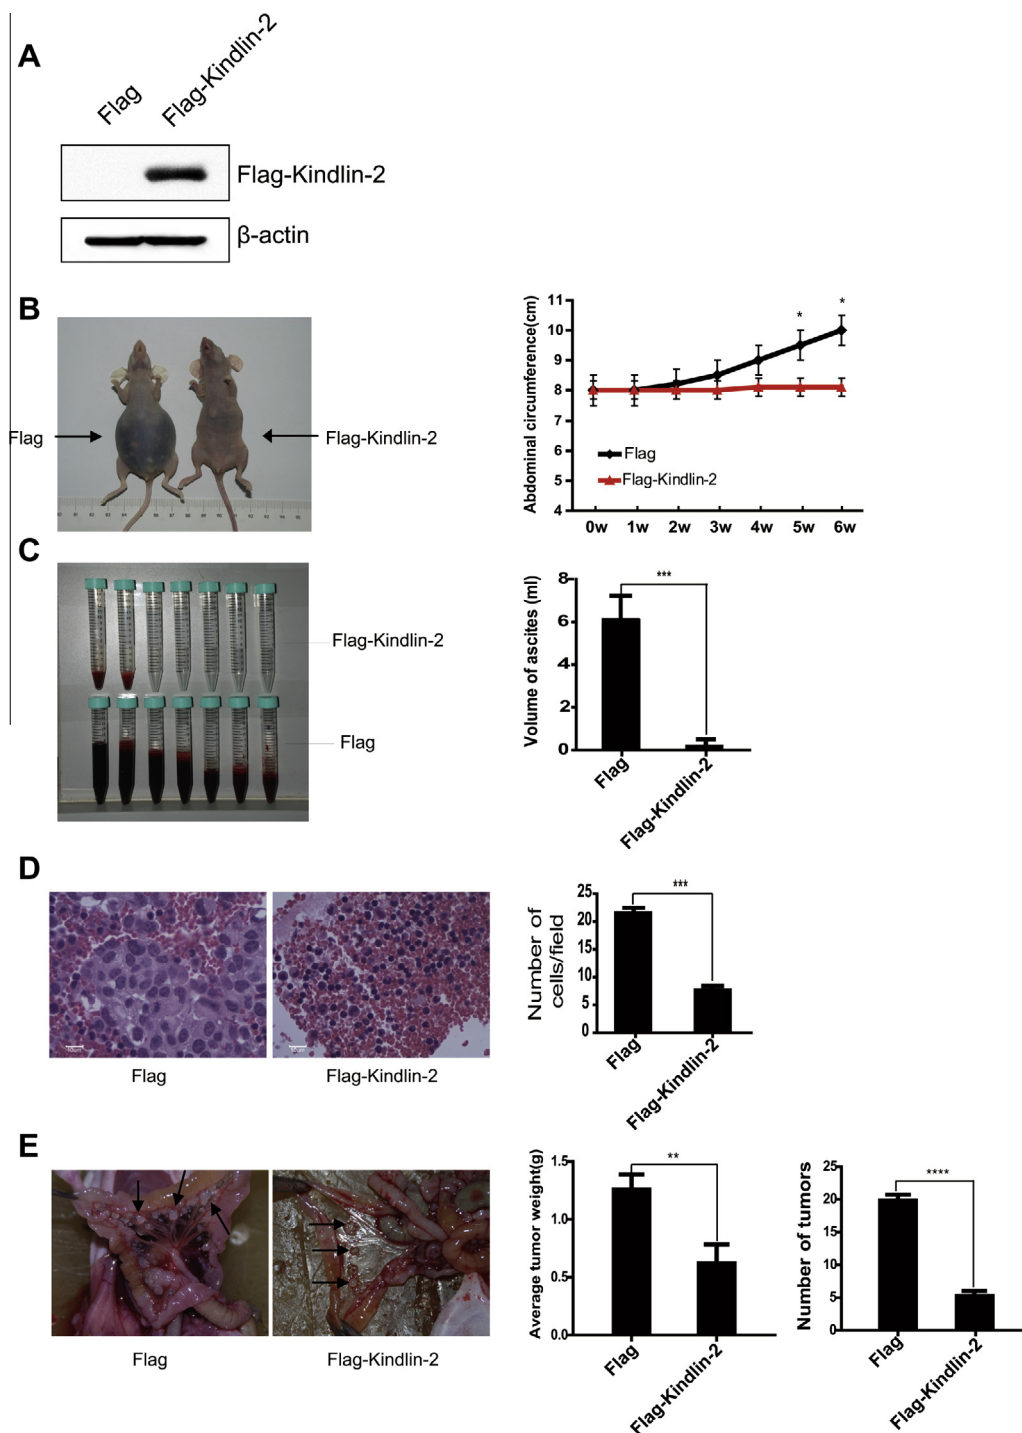 A
Flag
Flag-Kindlin-2
Flag-Kindlin-2
β-actin
B
Flag
Flag-Kindlin-2
Abdominal circumference(cm)
11
10
9
8
7
6
5
4
Flag
Flag-Kindlin-2
0w 1w 2w 3w 4w 5w 6w
* *
C
Flag-Kindlin-2
Flag
Volume of ascites (ml)
8
6
4
2
0
***
Flag
Flag-Kindlin-2
D
10μm
Flag
Flag-Kindlin-2
Number of
cells/field
25
20
15
10
5
0
***
Flag
Flag-Kindlin-2
E
Flag
Flag-Kindlin-2
Average tumor weight(g)
1.5
1.0
0.5
0.0
**
Flag
Flag-Kindlin-2
Number of tumors
25
20
15
10
5
0
****
Flag
Flag-Kindlin-2